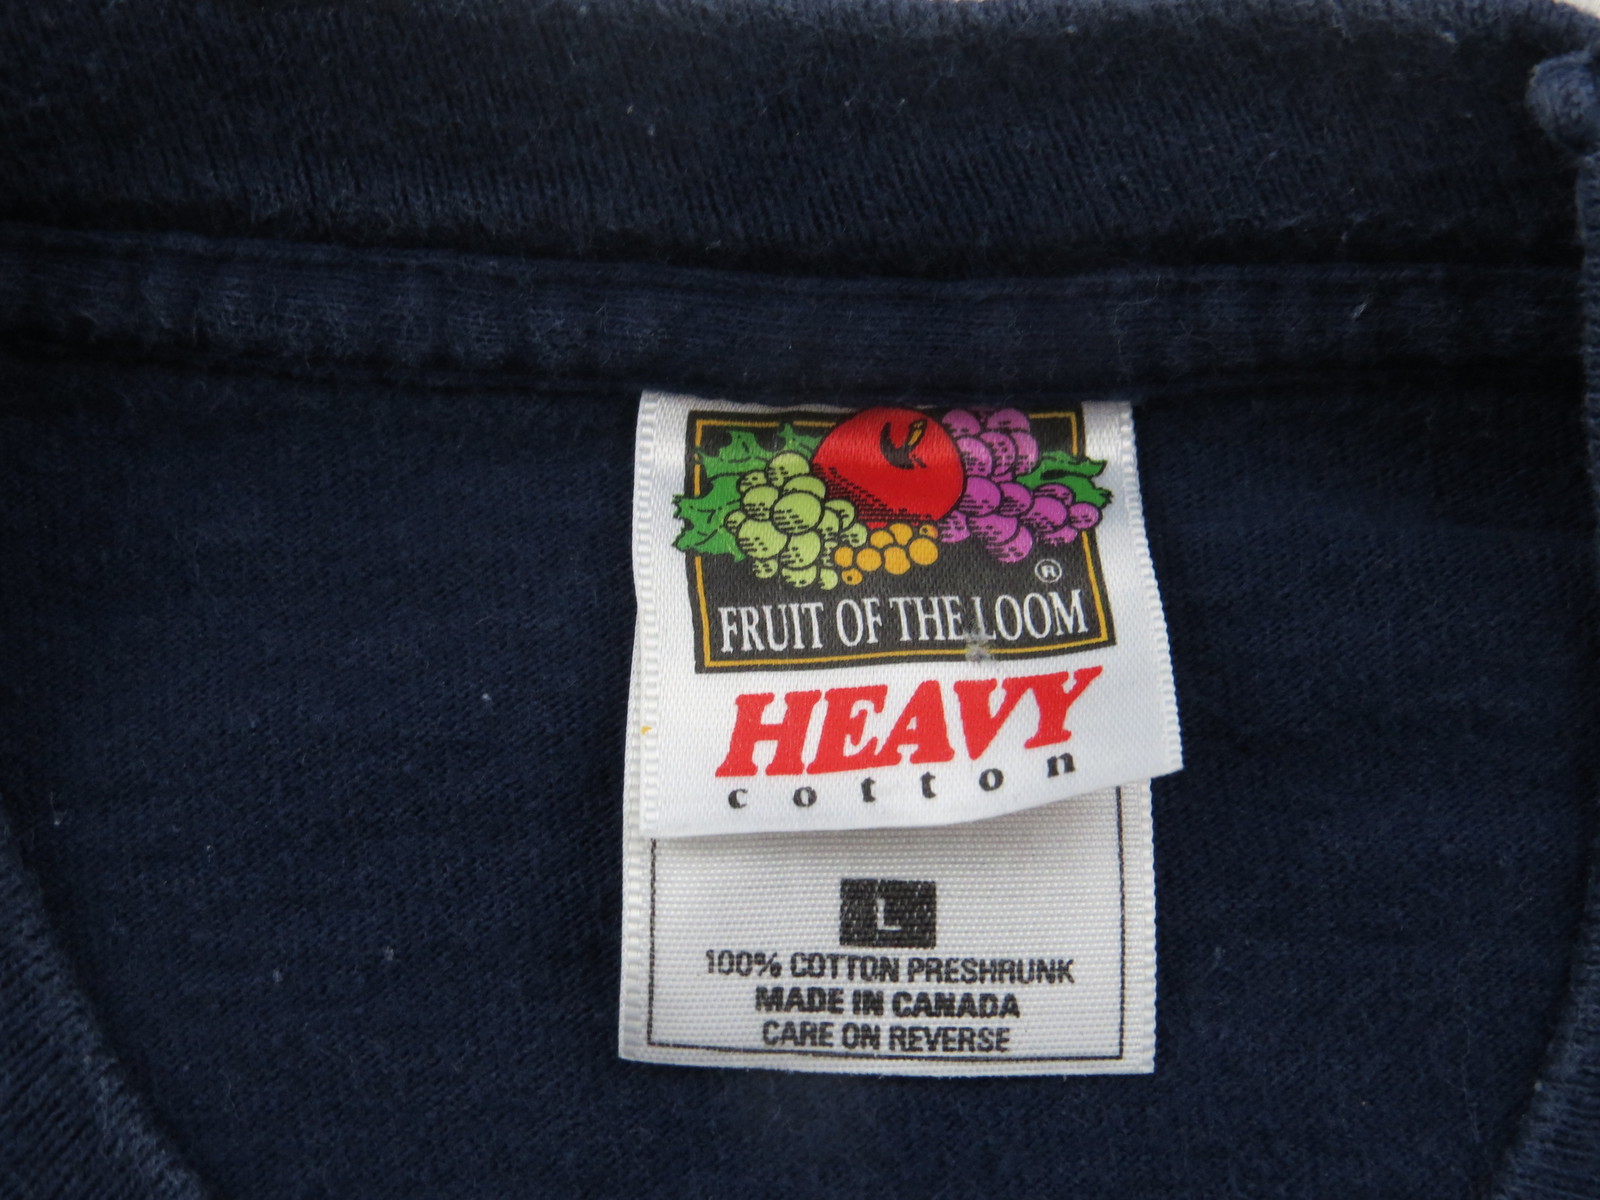 ®
FRUIT OF THE LOOM
HEAVY
cotton
L
100% COTTON PRESHRUNK
MADE IN CANADA
CARE ON REVERSE